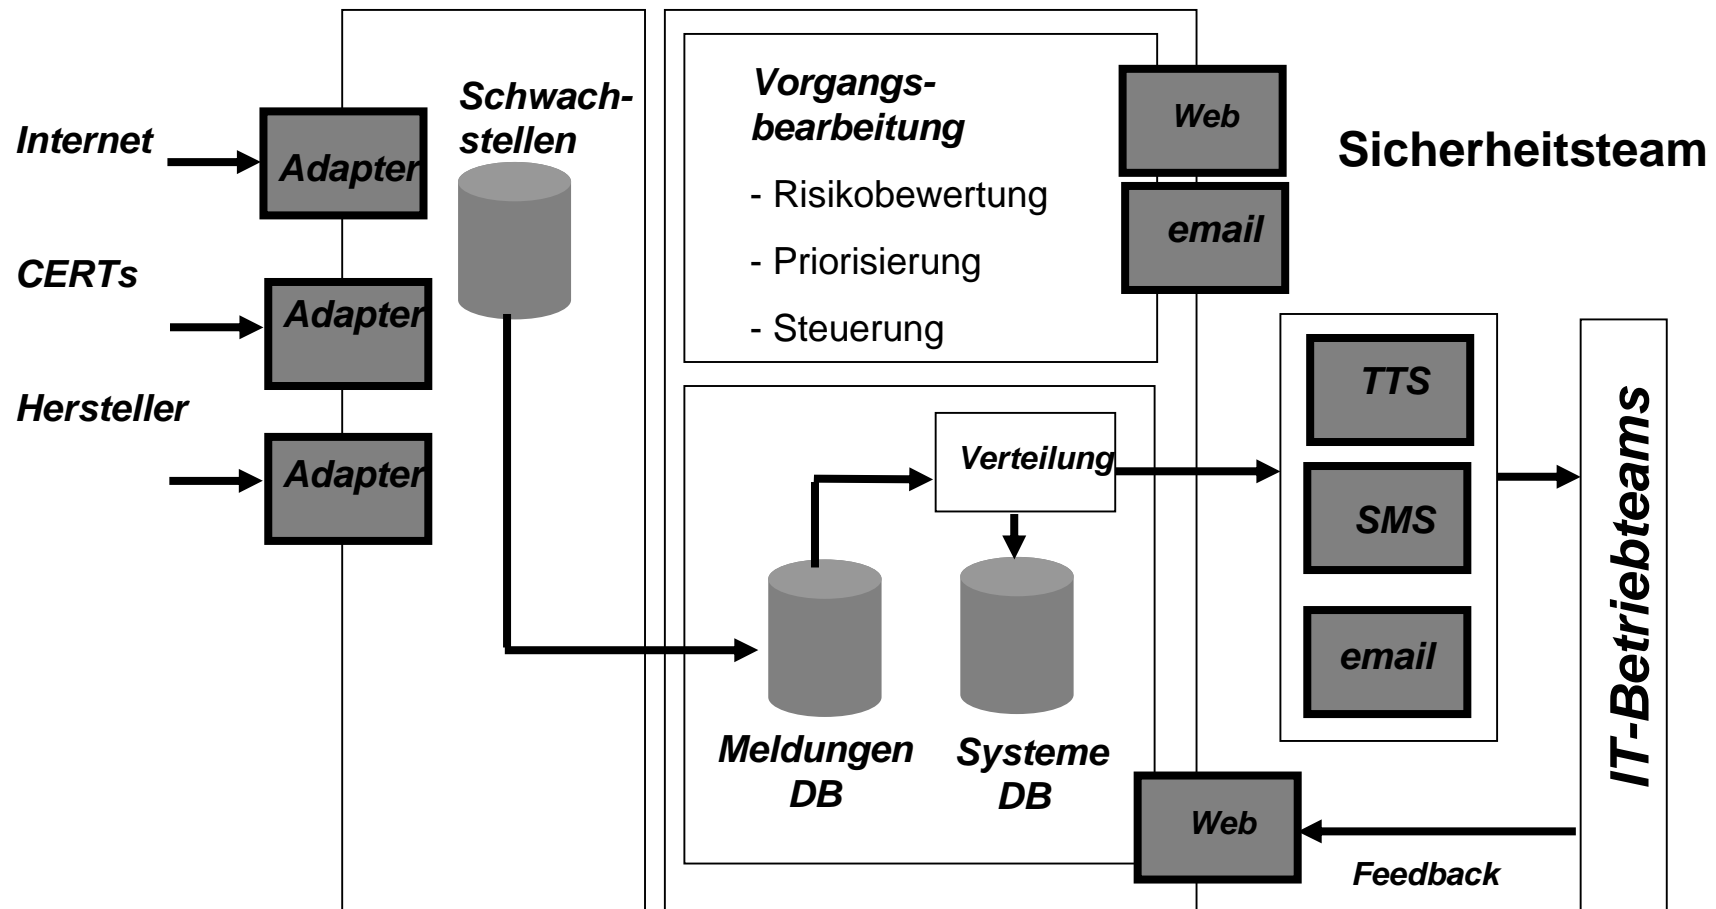 Internet
Adapter
CERTs
Adapter
Hersteller
Adapter
Schwach-
stellen
Vorgangs-
bearbeitung
- Risikobewertung
- Priorisierung
- Steuerung
Web
email
Sicherheitsteam
Verteilung
Meldungen
DB
Systeme
DB
TTS
SMS
email
IT-Betriebteams
Web
Feedback